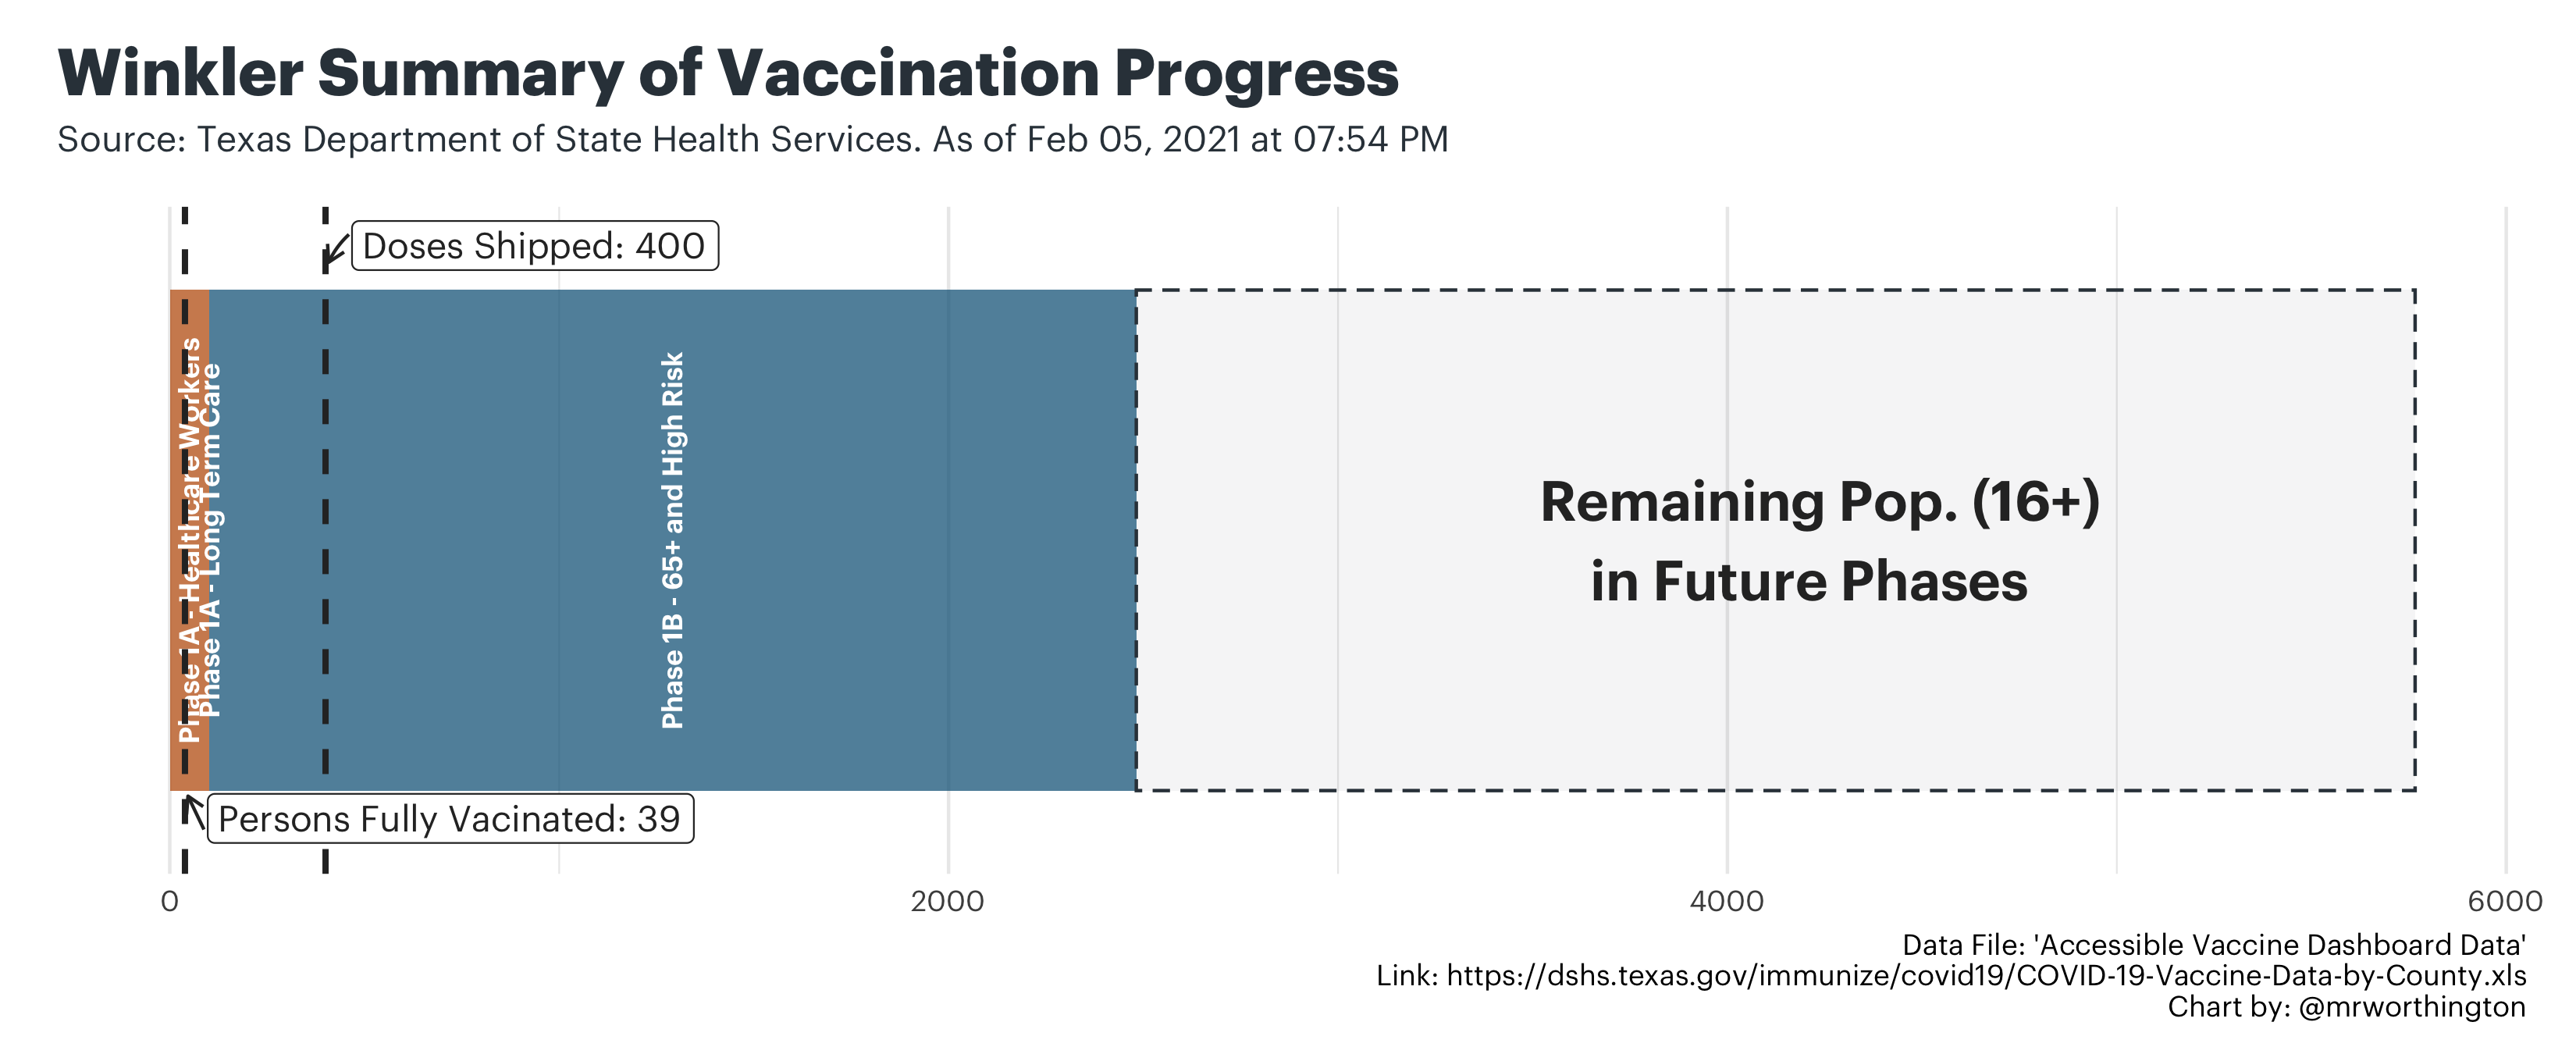 Winkler Summary of Vaccination Progress
Source: Texas Department of State Health Services. As of Feb 05, 2021 at 07:54 PM
Doses Shipped: 400
Phase 1A - Healthcare Workers
Phase 1A - Long Term Care
Phase 1B - 65+ and High Risk
Remaining Pop. (16+)
in Future Phases
Persons Fully Vacinated: 39
0
2000
4000
6000
Data File: 'Accessible Vaccine Dashboard Data'
Link: https://dshs.texas.gov/immunize/covid19/COVID-19-Vaccine-Data-by-County.xls
Chart by: @mrworthington